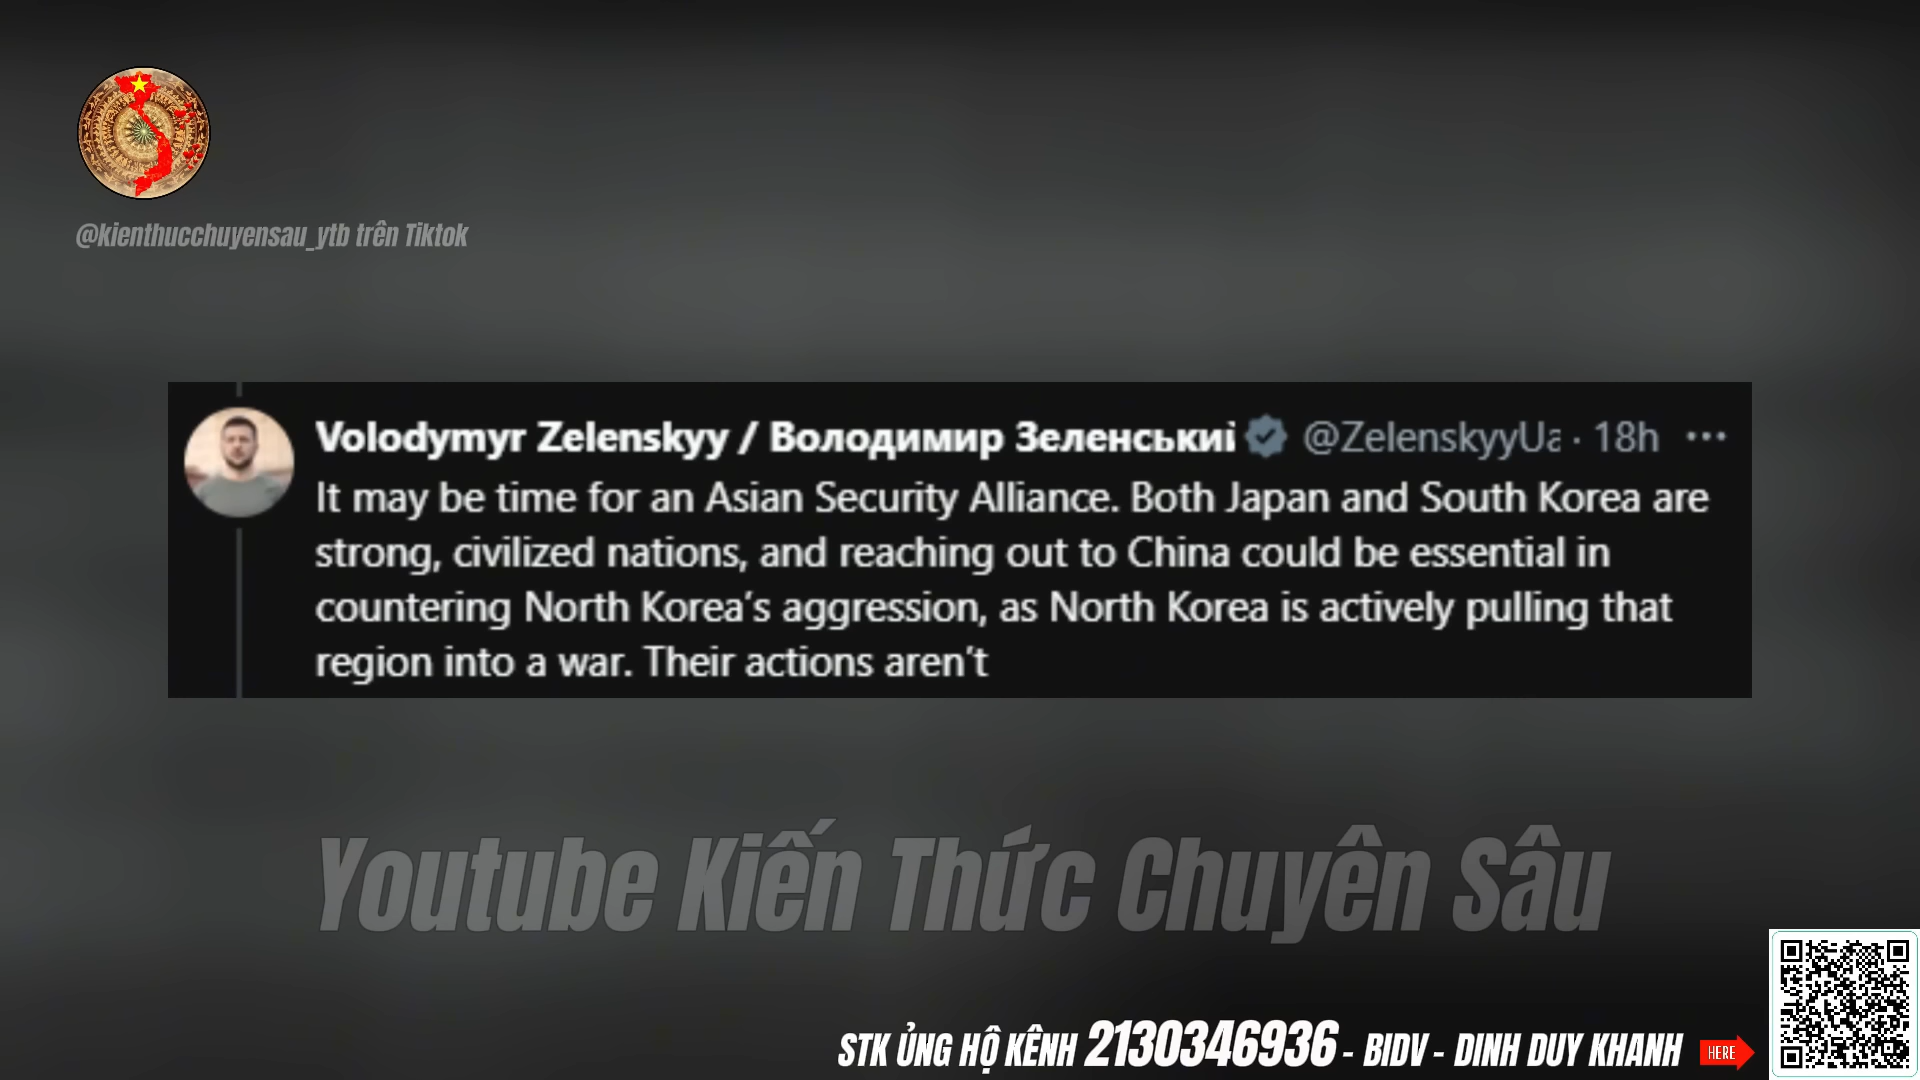 @kienthucchuyensau_ytb trên Tiktok
Volodymyr Zelenskyy / Володимир Зеленські @ZelenskyyUa · 18h
It may be time for an Asian Security Alliance. Both Japan and South Korea are
strong, civilized nations, and reaching out to China could be essential in
countering North Korea’s aggression, as North Korea is actively pulling that
region into a war. Their actions aren’t
Youtube Kiến Thức Chuyên Sâu
STK ỦNG HỘ KÊNH 2130346936 - BIDV - DINH DUY KHANH HERE